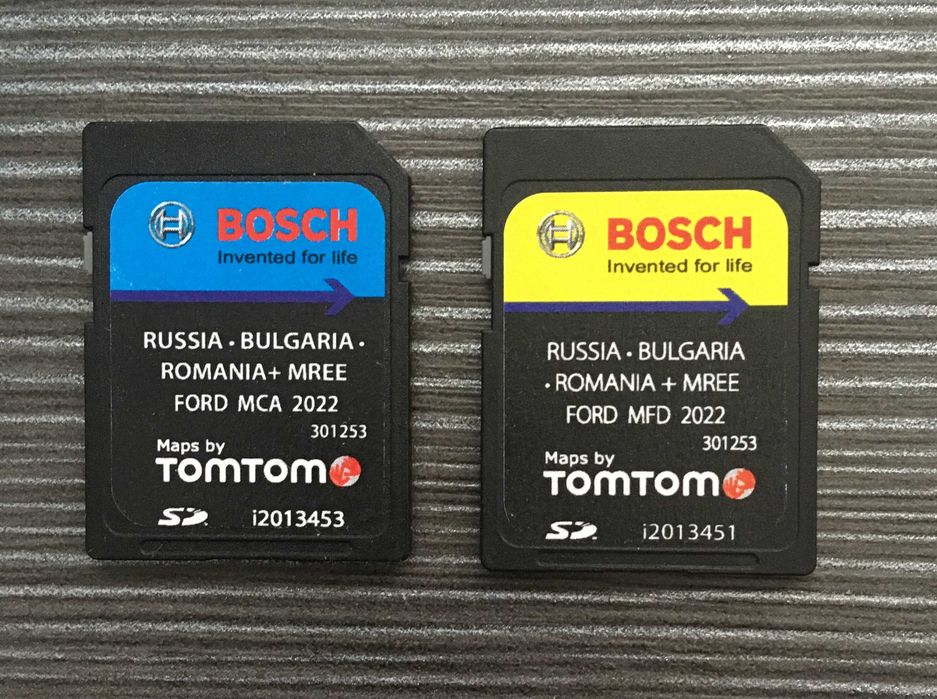 BOSCH
Invented for life
RUSSIA · BULGARIA ·
ROMANIA+ MREE
FORD MCA 2022
301253
Maps by
TOMTOM
SD
i2013453
BOSCH
Invented for life
RUSSIA · BULGARIA
· ROMANIA + MREE
FORD MFD 2022
301253
Maps by
TOMTOM
SD
i2013451